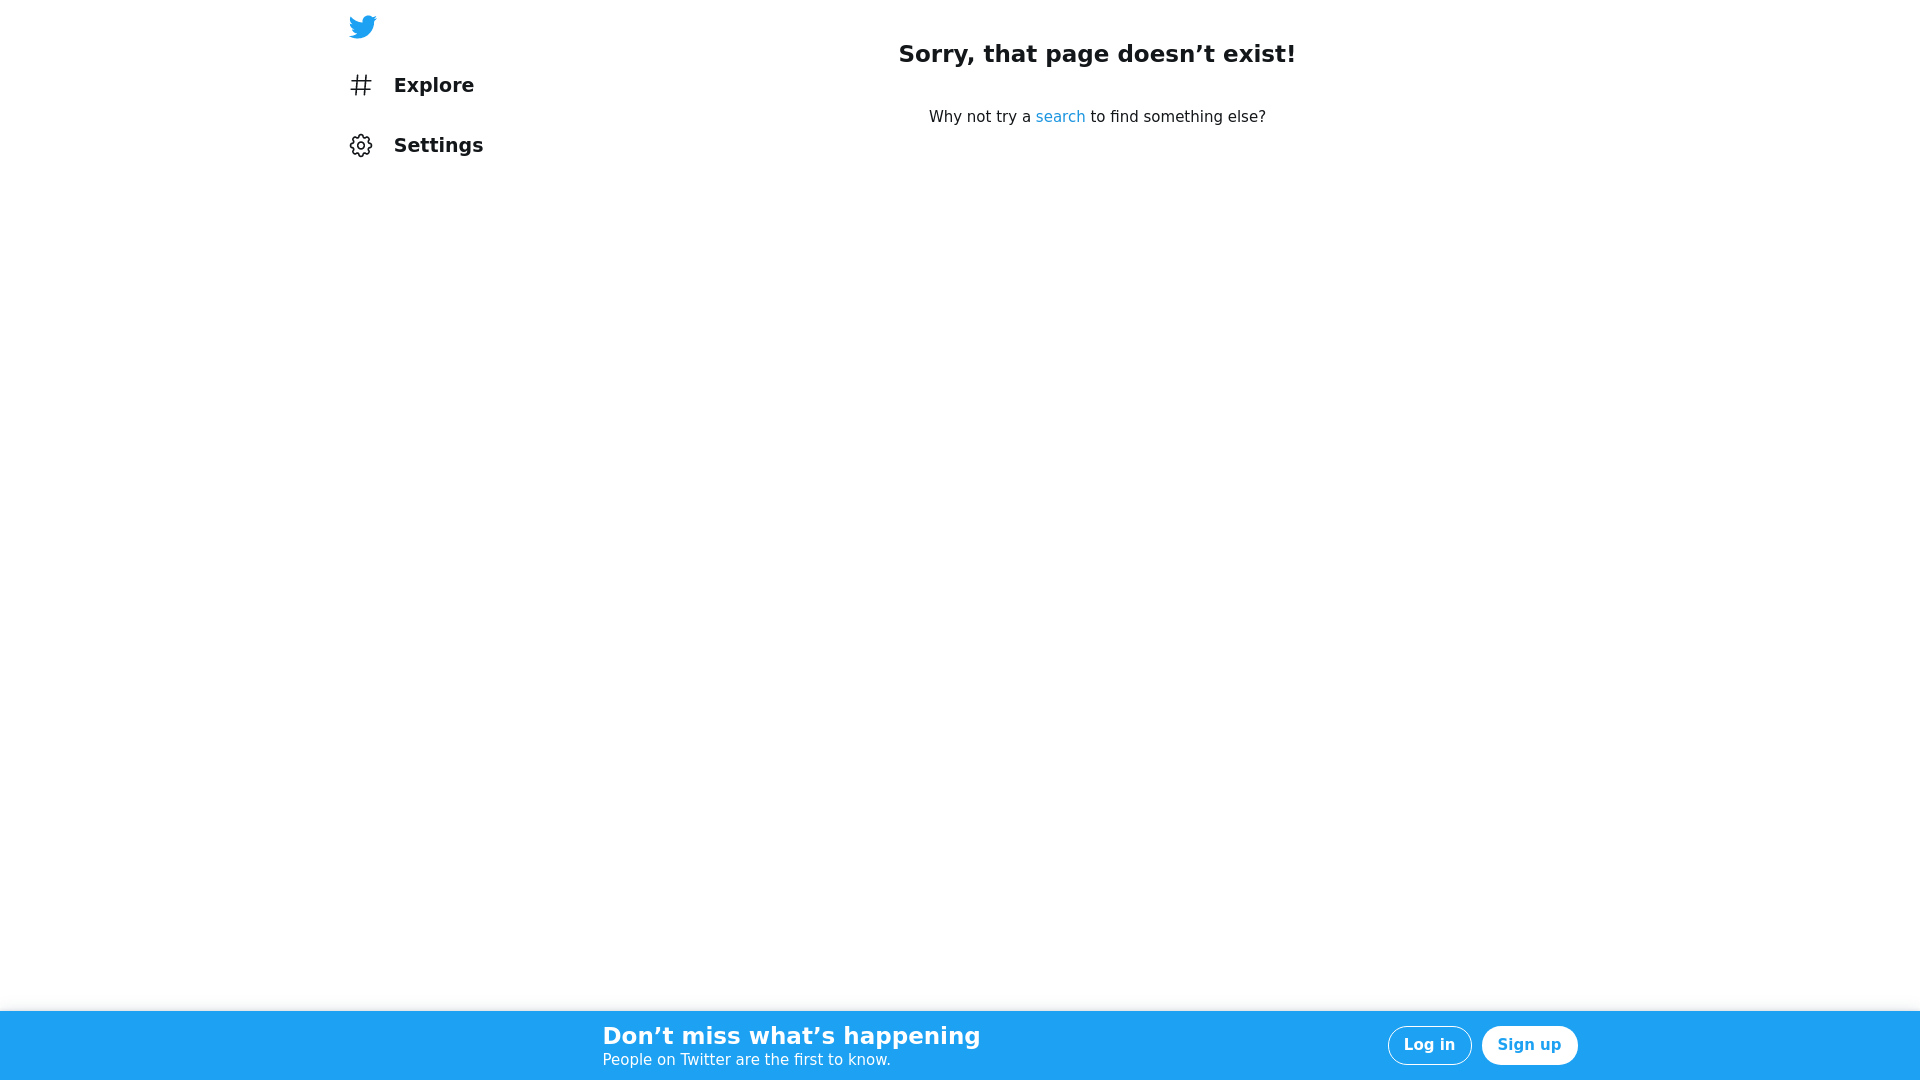 Explore
Settings
Sorry, that page doesn’t exist!
Why not try a search to find something else?
Don’t miss what’s happening
People on Twitter are the first to know.
Log in
Sign up